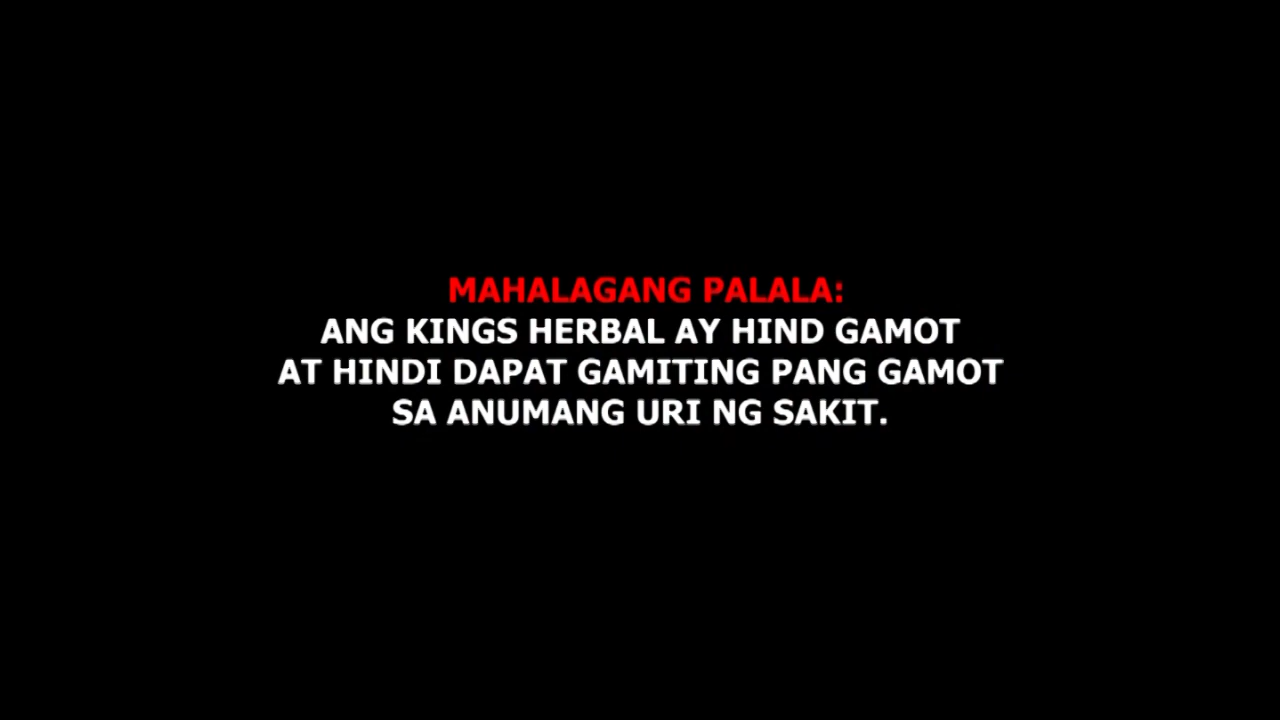 MAHALAGANG PALALA:
ANG KINGS HERBAL AY HIND GAMOT
AT HINDI DAPAT GAMITING PANG GAMOT
SA ANUMANG URI NG SAKIT.